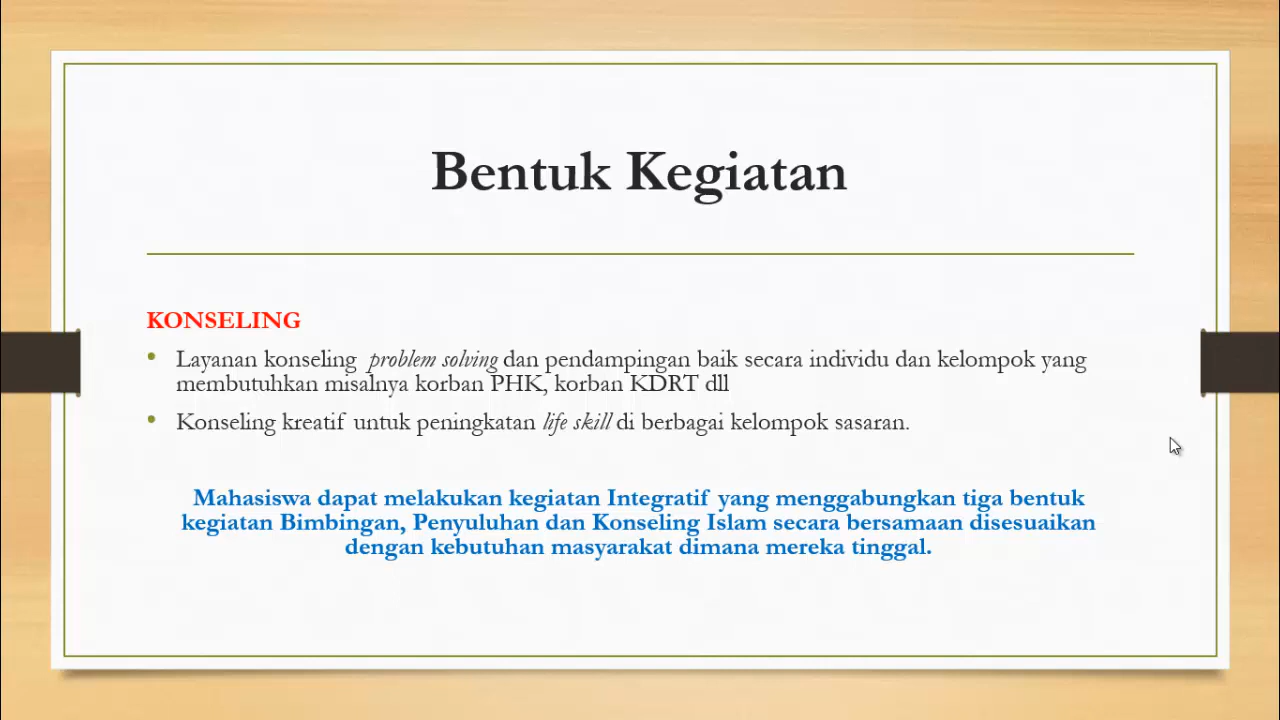 Bentuk Kegiatan
KONSELING
• Layanan konseling problem solving dan pendampingan baik secara individu dan kelompok yang
membutuhkan misalnya korban PHK, korban KDRT dll
• Konseling kreatif untuk peningkatan life skill di berbagai kelompok sasaran.
Mahasiswa dapat melakukan kegiatan Integratif yang menggabungkan tiga bentuk
kegiatan Bimbingan, Penyuluhan dan Konseling Islam secara bersamaan disesuaikan
dengan kebutuhan masyarakat dimana mereka tinggal.